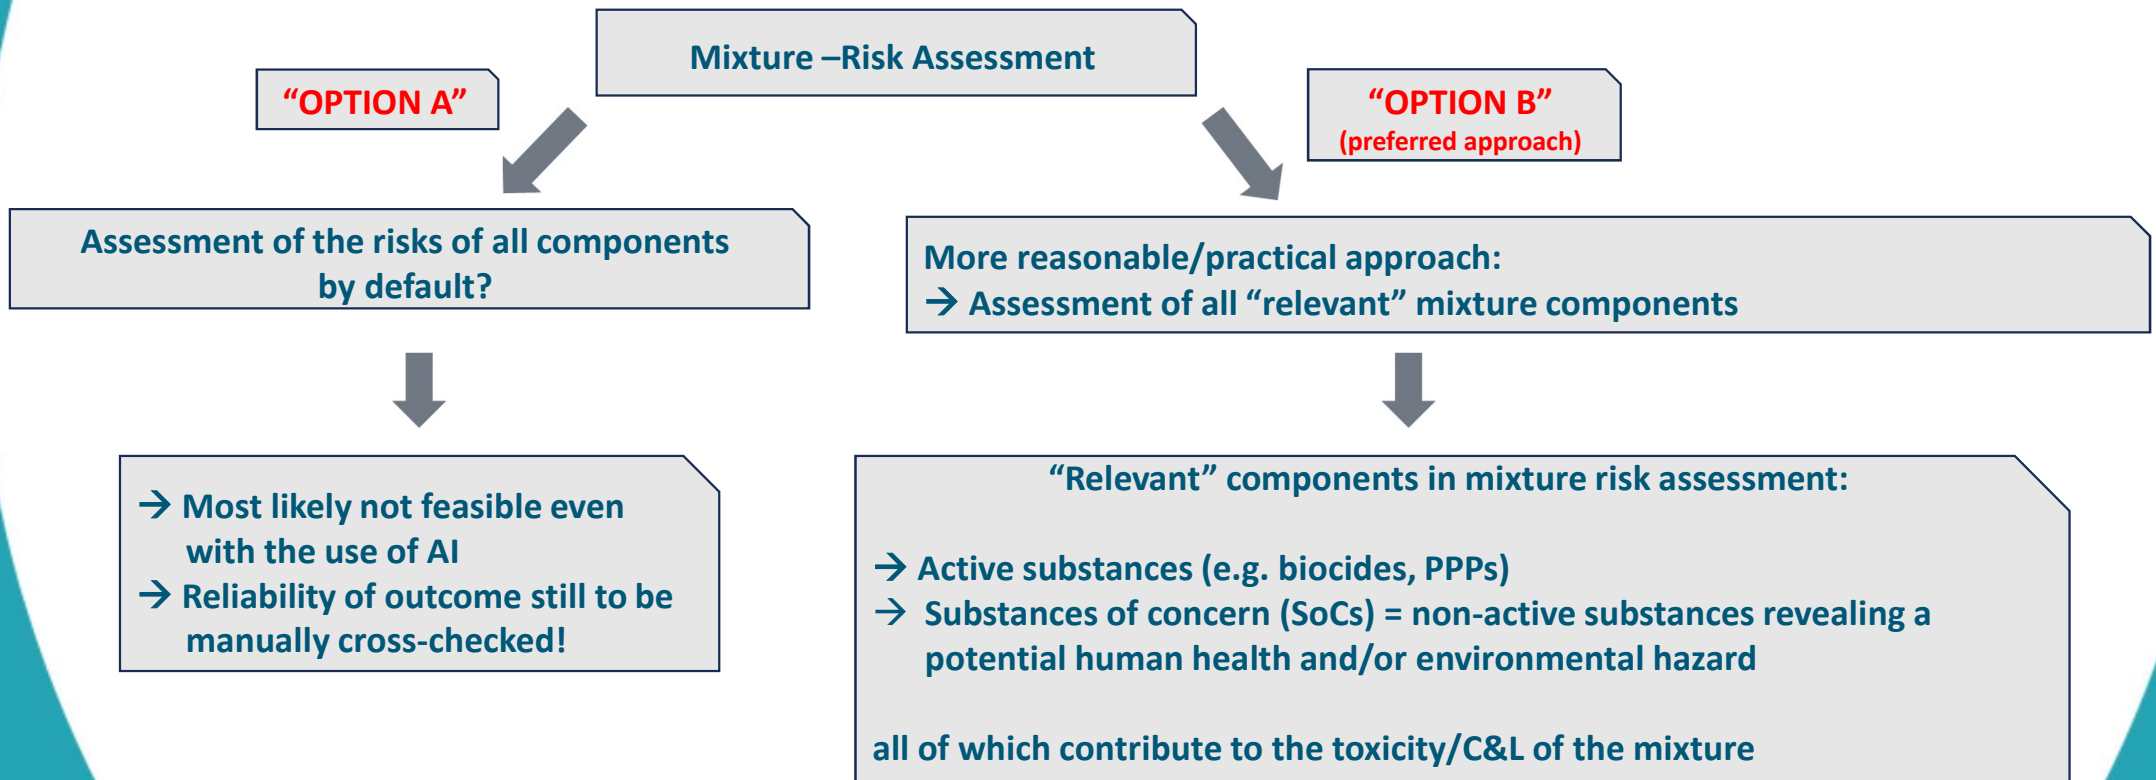 Mixture –Risk Assessment
“OPTION A”
“OPTION B”
(preferred approach)
Assessment of the risks of all components
by default?
More reasonable/practical approach:
→ Assessment of all “relevant” mixture components
→ Most likely not feasible even
with the use of AI
→ Reliability of outcome still to be
manually cross-checked!
“Relevant” components in mixture risk assessment:
→ Active substances (e.g. biocides, PPPs)
→ Substances of concern (SoCs) = non-active substances revealing a
potential human health and/or environmental hazard
all of which contribute to the toxicity/C&L of the mixture